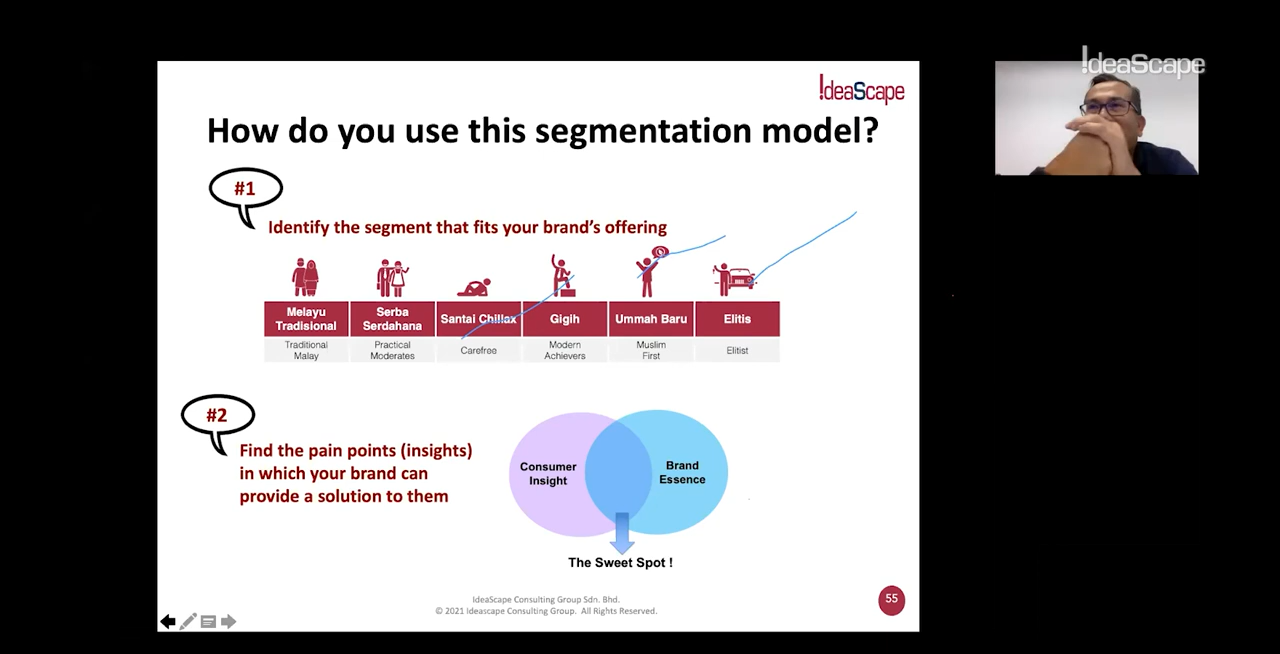 !deaScape
!deaScape
How do you use this segmentation model?
#1
Identify the segment that fits your brand's offering
Melayu
Tradisional
Serba
Serdahana
Santai Chillax
Gigih
Ummah Baru
Elitis
Traditional
Malay
Practical
Moderates
Carefree
Modern
Achievers
Muslim
First
Elitist
#2
Find the pain points (insights)
in which your brand can
provide a solution to them
Consumer
Insight
Brand
Essence
The Sweet Spot !
IdeaScape Consulting Group Sdn. Bhd.
© 2021 Ideascape Consulting Group. All Rights Reserved.
55